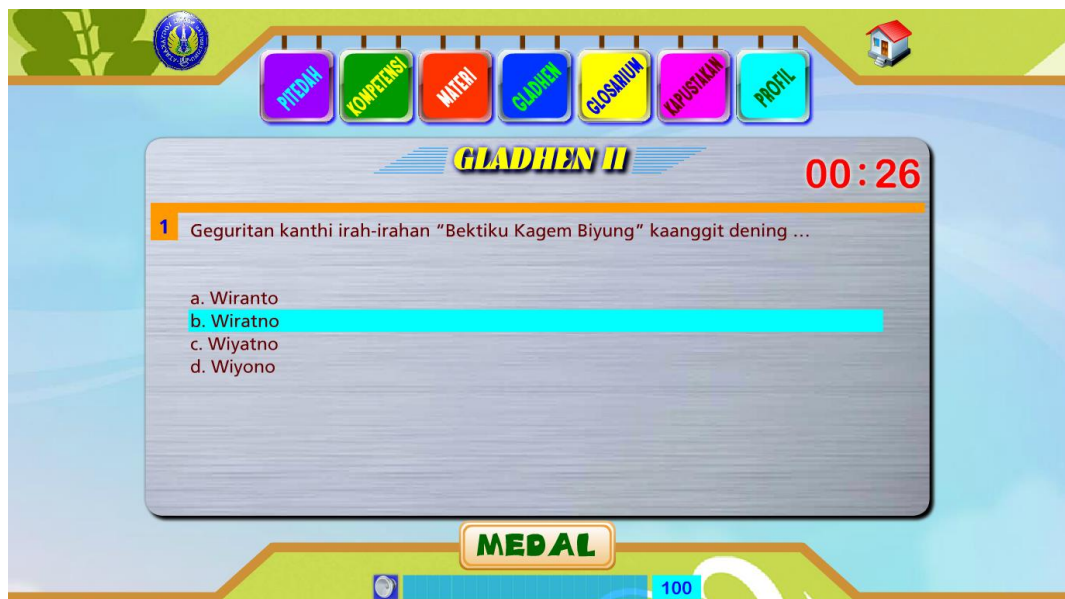 PITEDAH
KOMPETENSI
MATERI
GLADHEN
GLOSARIUM
KAPUSTAKAN
PROFIL
GLADHEN II
00:26
1
Geguritan kanthi irah-irahan “Bektiku Kagem Biyung” kaanggit dening ...
a. Wiranto
b. Wiratno
c. Wiyatno
d. Wiyono
MEDAL
100